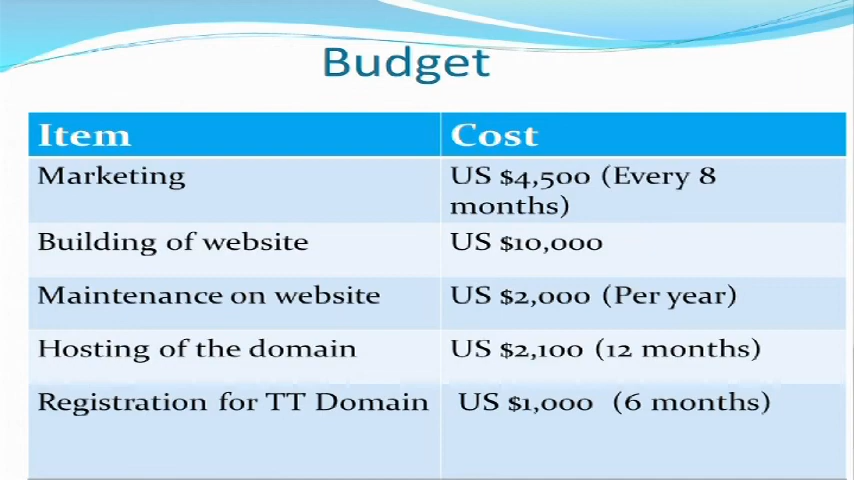 Budget
Item Cost
Marketing US $4,500 (Every 8
months)
Building of website US $10,000
Maintenance on website US $2,000 (Per year)
Hosting of the domain US $2,100 (12 months)
Registration for TT Domain US $1,000 (6 months)